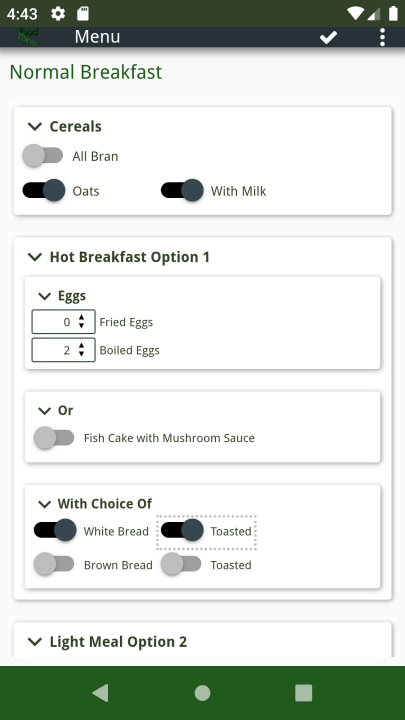 4:43
Menu
Normal Breakfast
Cereals
All Bran
Oats With Milk
Hot Breakfast Option 1
Eggs
0 Fried Eggs
2 Boiled Eggs
Or
Fish Cake with Mushroom Sauce
With Choice Of
White Bread Toasted
Brown Bread Toasted
Light Meal Option 2